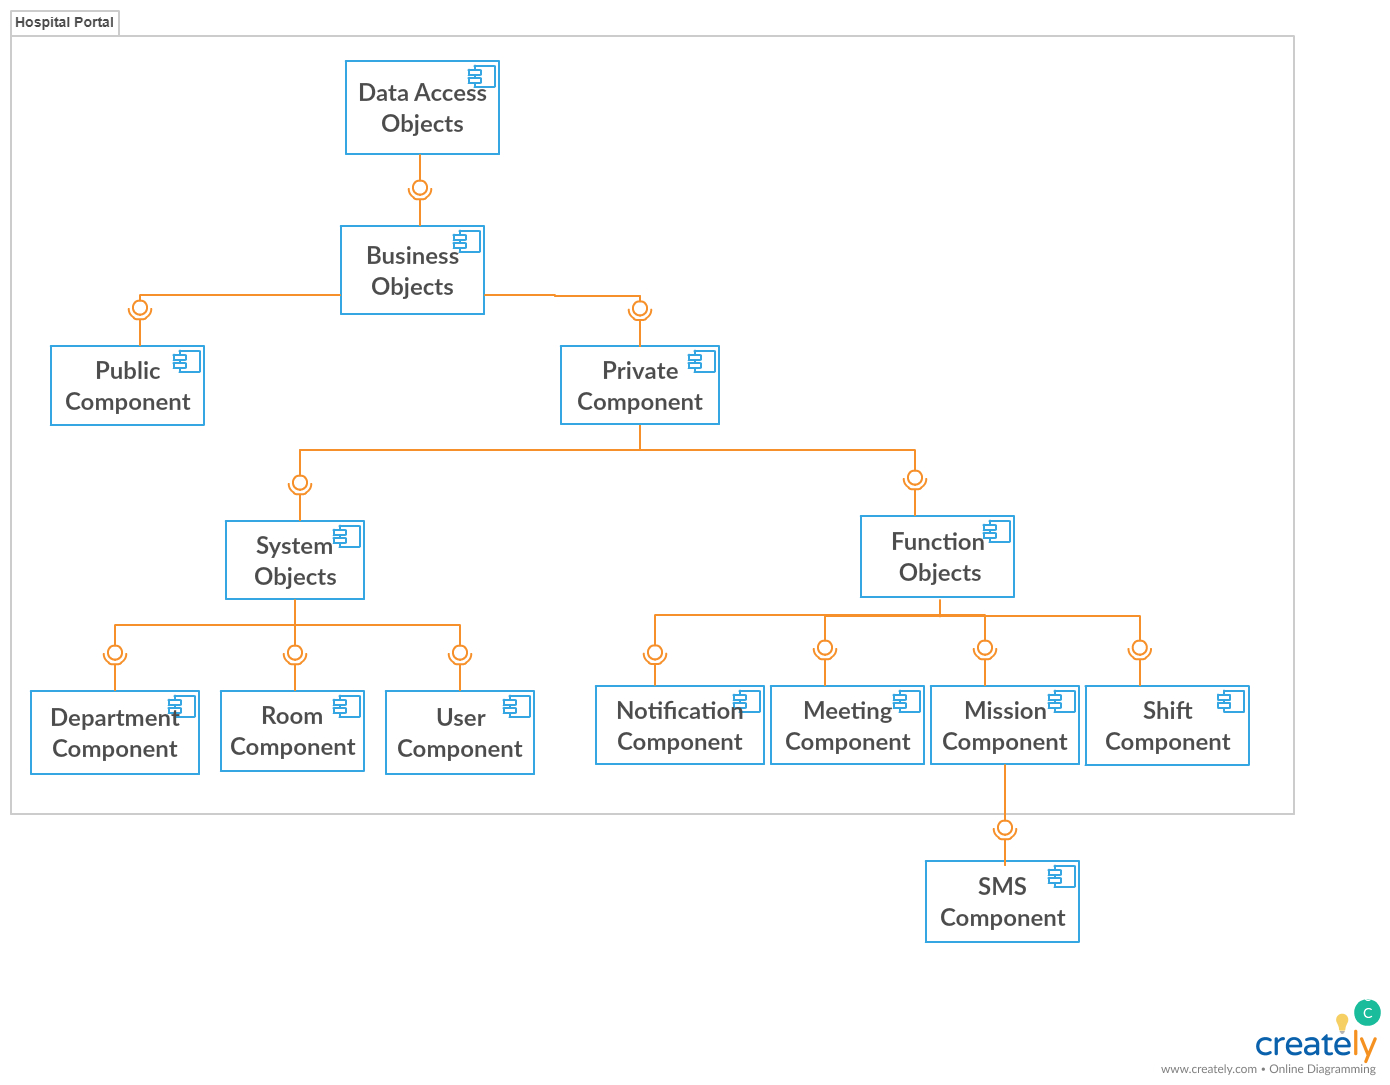 Hospital Portal
Data Access
Objects
Business
Objects
Public
Component
Private
Component
System
Objects
Function
Objects
Department
Component
Room
Component
User
Component
Notification
Component
Meeting
Component
Mission
Component
Shift
Component
SMS
Component
C
creately
www.creately.com • Online Diagramming